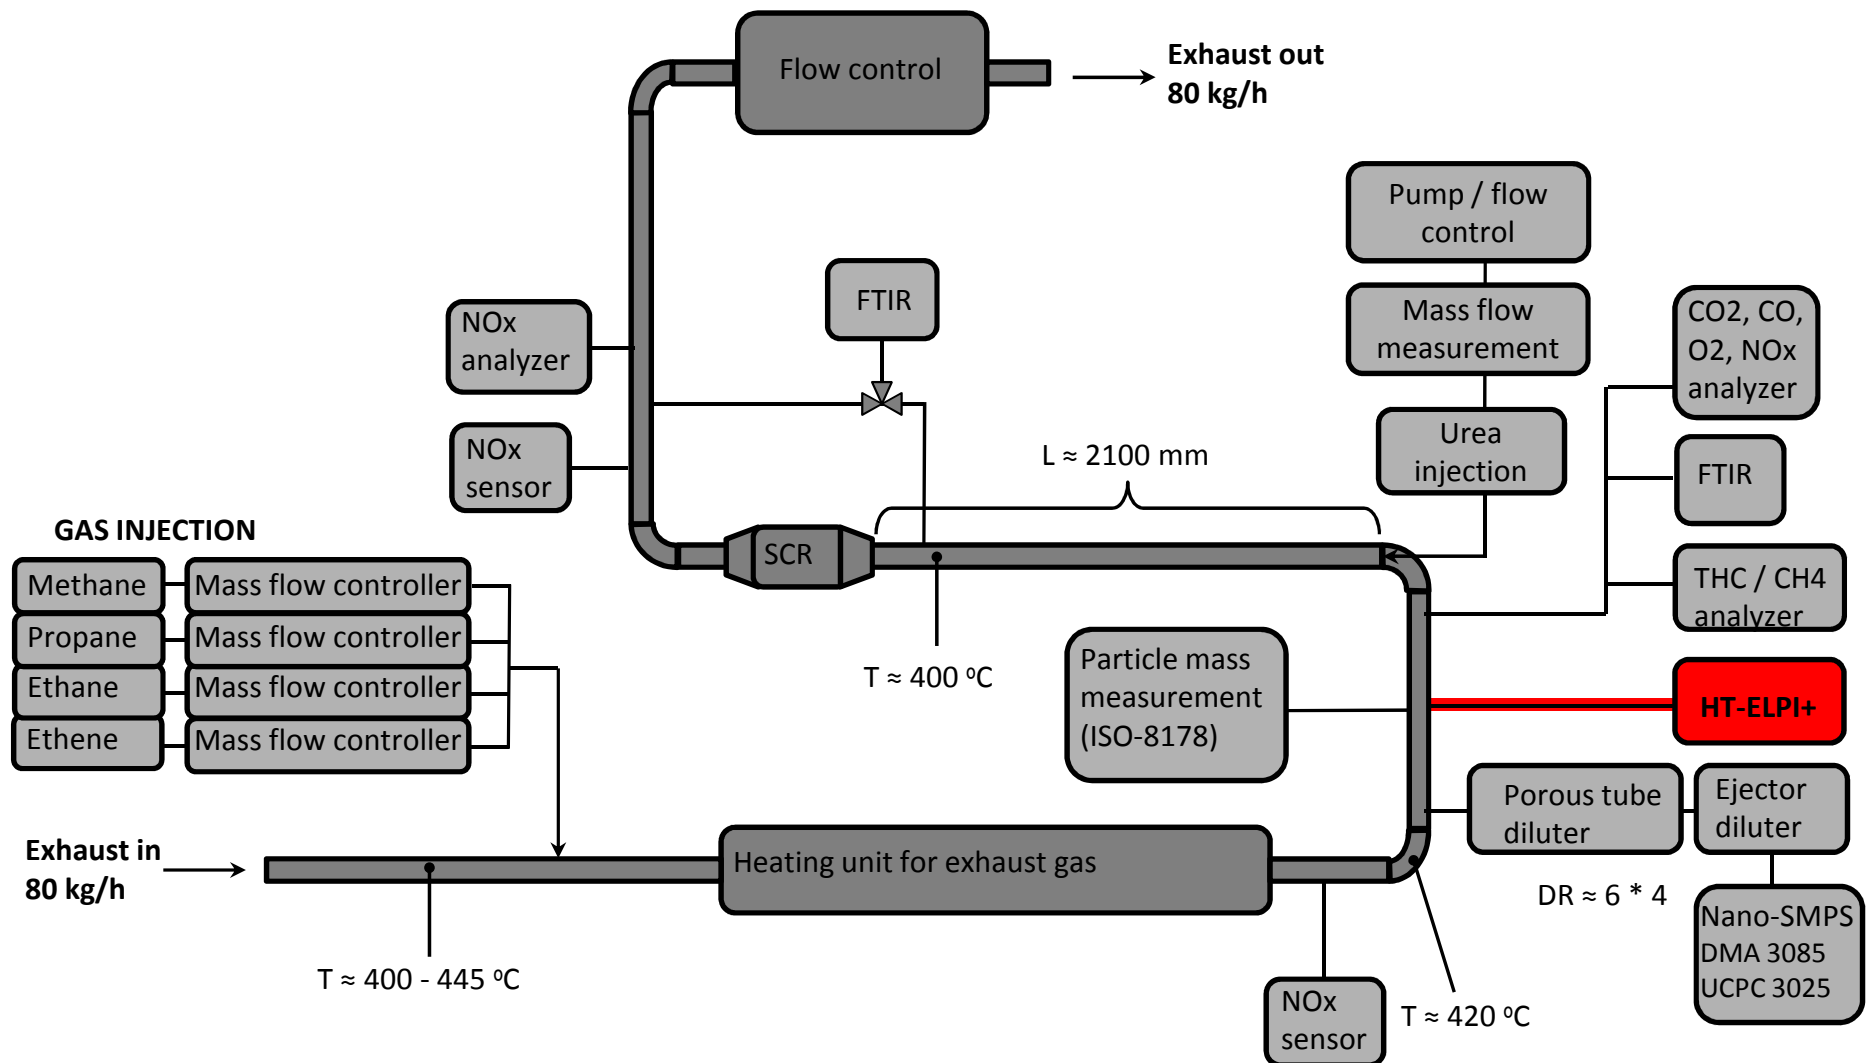 Flow control
Exhaust out
80 kg/h
Pump / flow
control
FTIR
Mass flow
measurement
CO2, CO,
O2, NOx
analyzer
NOx
analyzer
Urea
injection
NOx
sensor
L ≈ 2100 mm
FTIR
GAS INJECTION
SCR
Methane
Mass flow controller
Propane
Mass flow controller
Ethane
Mass flow controller
Ethene
Mass flow controller
THC / CH4
analyzer
T ≈ 400 ºC
Particle mass
measurement
(ISO-8178)
HT-ELPI+
Porous tube
diluter
Ejector
diluter
Exhaust in
80 kg/h
Heating unit for exhaust gas
DR ≈ 6 * 4
Nano-SMPS
DMA 3085
UCPC 3025
T ≈ 400 - 445 ºC
NOx
sensor
T ≈ 420 ºC